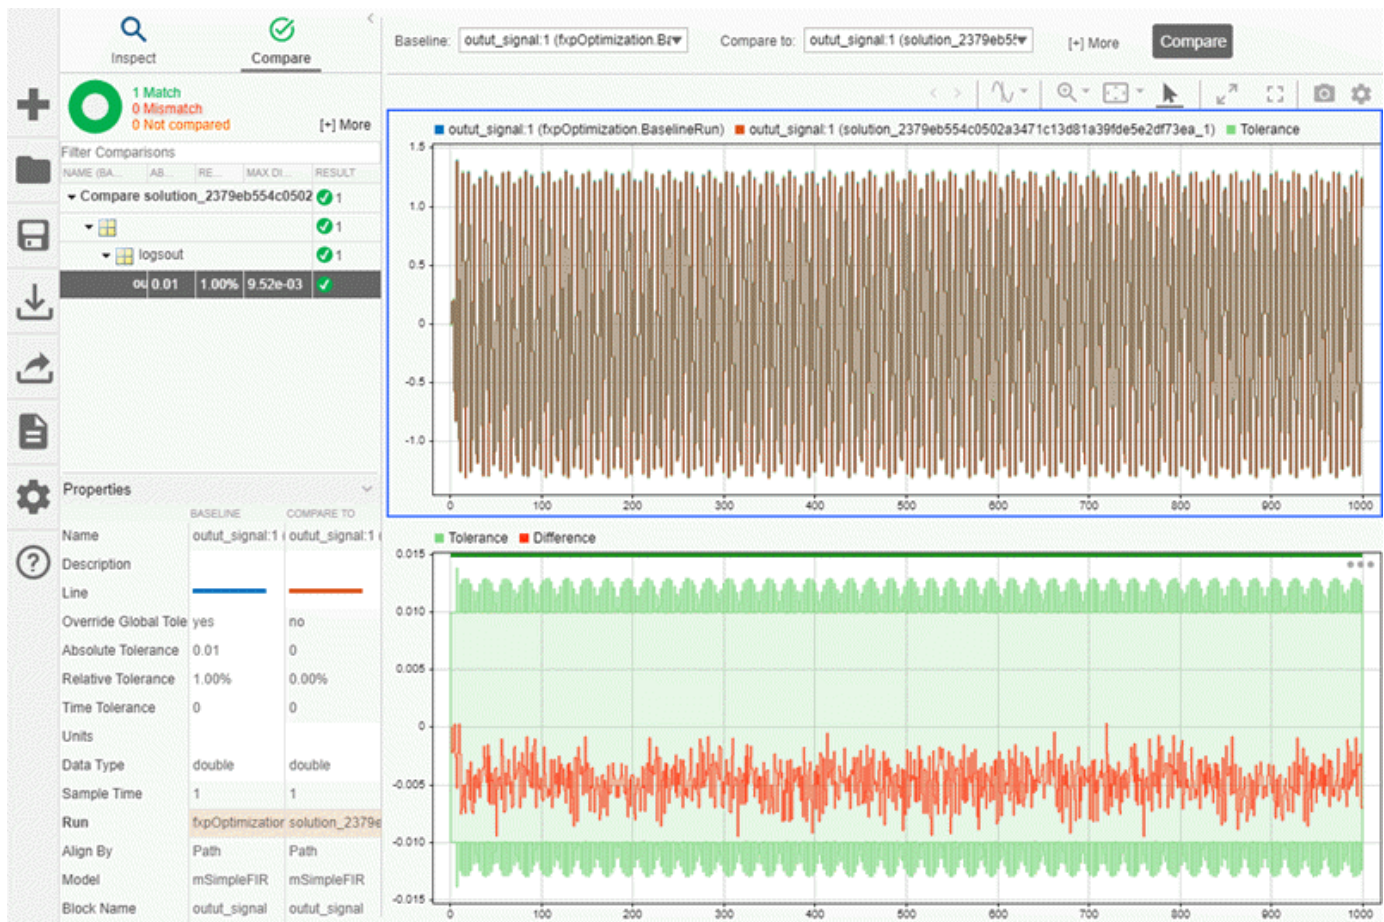 Inspect
Compare
1 Match
0 Mismatch
0 Not compared
[+] More
Filter Comparisons
NAME (BA... AB... RE... MAX DI... RESULT
Compare solution_2379eb554c0502 1
1
logsout 1
ou 0.01 1.00% 9.52e-03
Properties
BASELINE COMPARE TO
Name outut_signal:1 ( outut_signal:1 (
Description
Line
Override Global Tole yes no
Absolute Tolerance 0.01 0
Relative Tolerance 1.00% 0.00%
Time Tolerance 0 0
Units
Data Type double double
Sample Time 1 1
Run fxpOptimization solution_2379e
Align By Path Path
Model mSimpleFIR mSimpleFIR
Block Name outut_signal outut_signal
Baseline: outut_signal:1 (fxpOptimization.Ba
Compare to: outut_signal:1 (solution_2379eb5
[+] More
Compare
outut_signal:1 (fxpOptimization.BaselineRun) outut_signal:1 (solution_2379eb554c0502a3471c13d81a39fde5e2df73ea_1) Tolerance
1.5
1.0
0.5
0
-0.5
-1.0
0 100 200 300 400 500 600 700 800 900 1000
Tolerance Difference
0.015
0.010
0.005
0
-0.005
-0.010
-0.015
0 100 200 300 400 500 600 700 800 900 1000